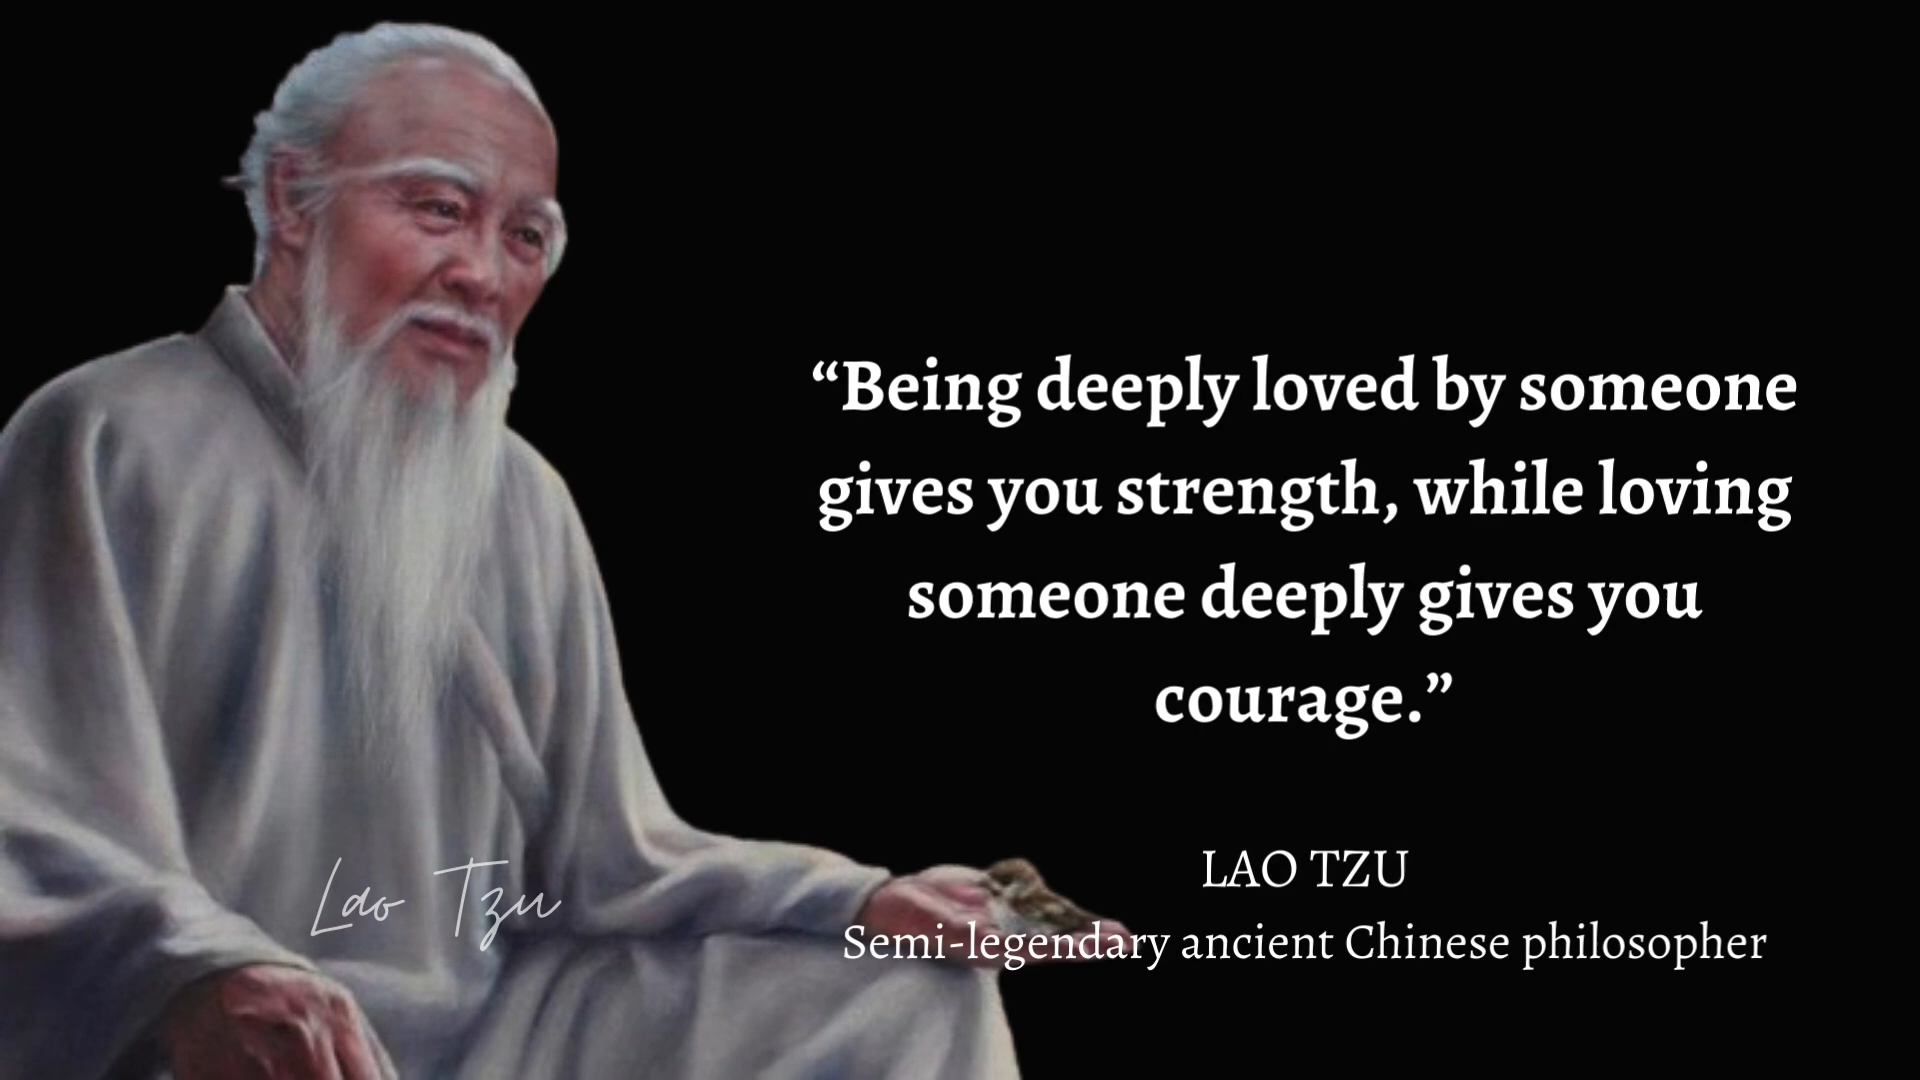 “Being deeply loved by someone
gives you strength, while loving
someone deeply gives you
courage.”
LAO TZU
Semi-legendary ancient Chinese philosopher
Lao Tzu